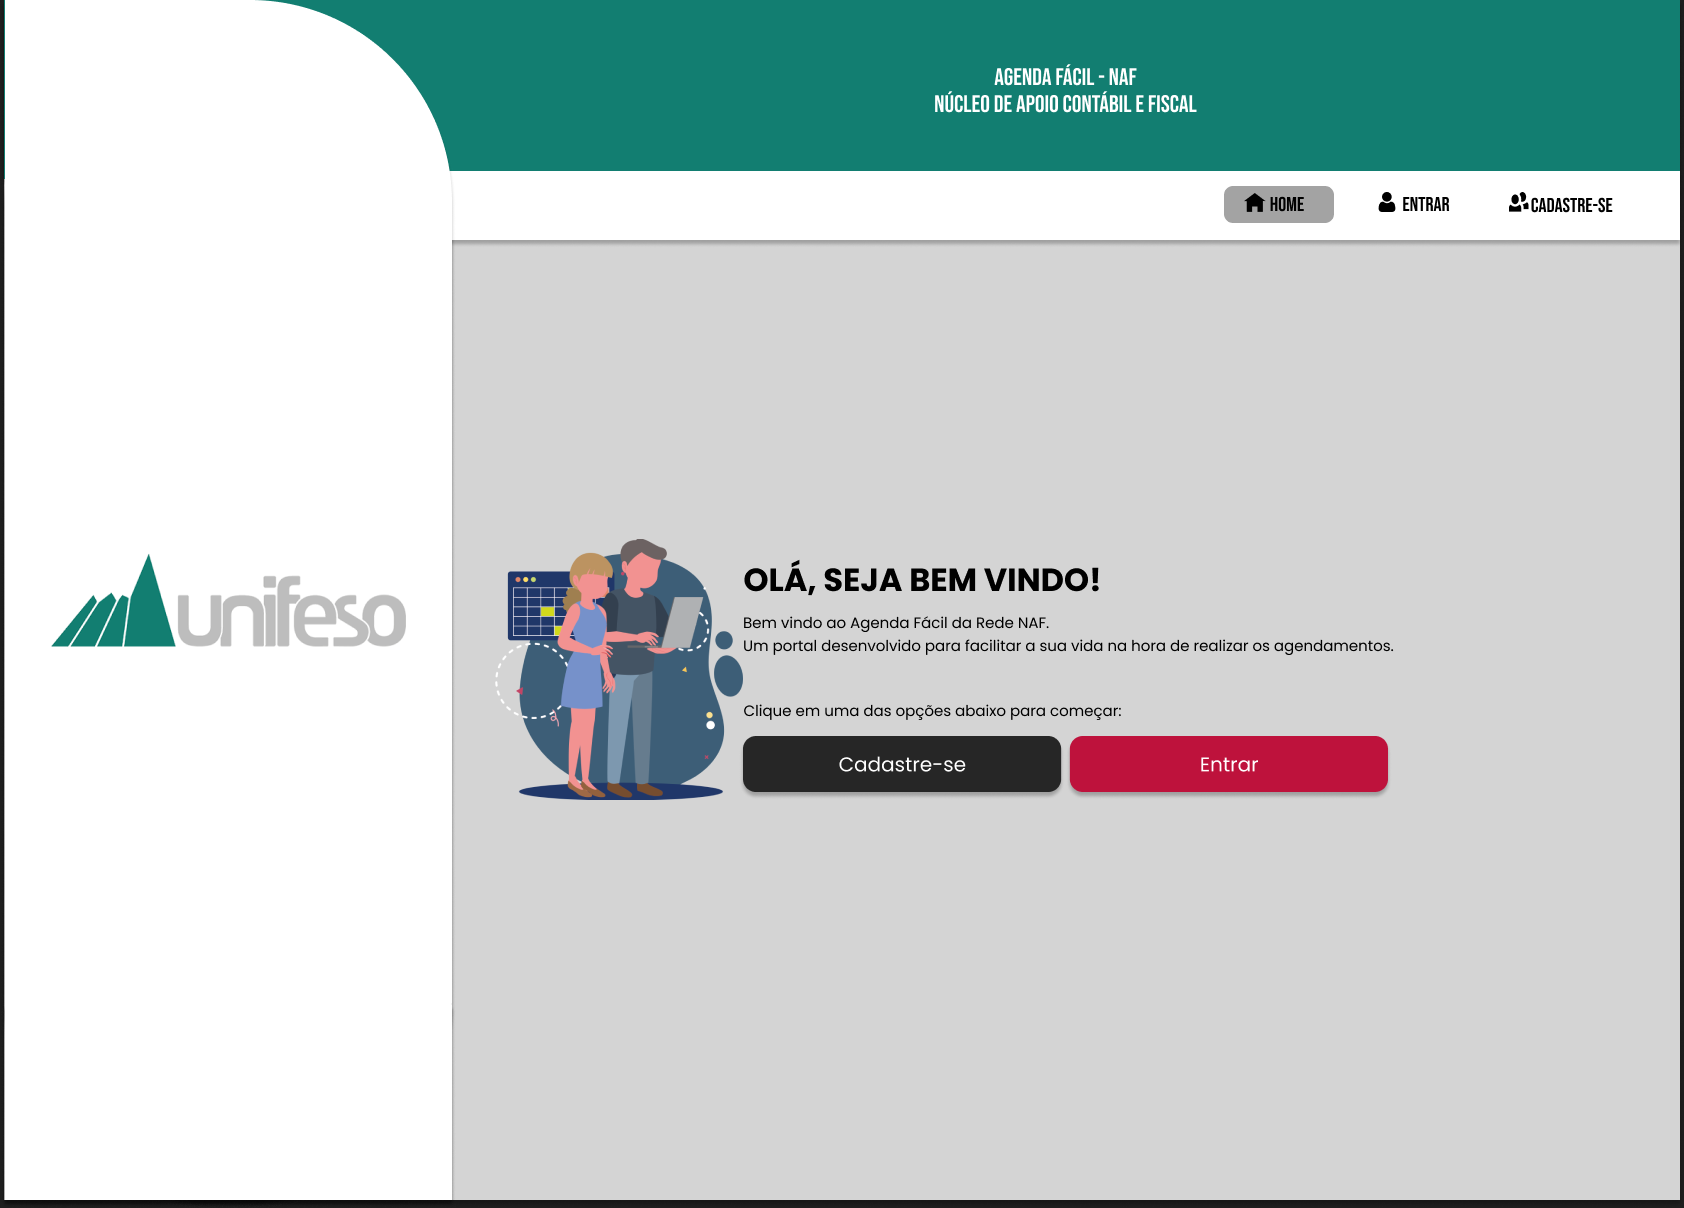 AGENDA FÁCIL - NAF
NÚCLEO DE APOIO CONTÁBIL E FISCAL
HOME
ENTRAR
CADASTRE-SE
unifeso
OLÁ, SEJA BEM VINDO!
Bem vindo ao Agenda Fácil da Rede NAF.
Um portal desenvolvido para facilitar a sua vida na hora de realizar os agendamentos.
Clique em uma das opções abaixo para começar:
Cadastre-se
Entrar